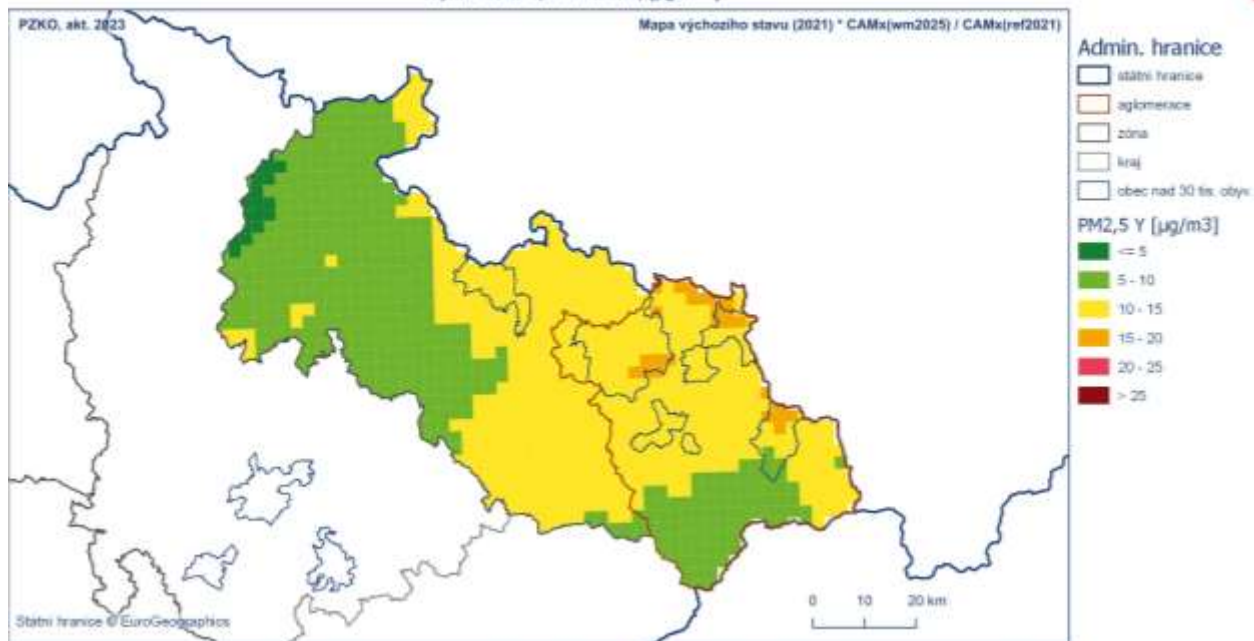 PZKO, akt. 2023
Mapa výchozího stavu (2021) * CAMx(wm2025) / CAMx(ref2021)
Admin. hranice
státní hranice
aglomerace
zóna
kraj
obec nad 30 tis. obyv.
PM2,5 Y [µg/m3]
<= 5
5 - 10
10 - 15
15 - 20
20 - 25
> 25
0 10 20 km
Státní hranice © EuroGeographics